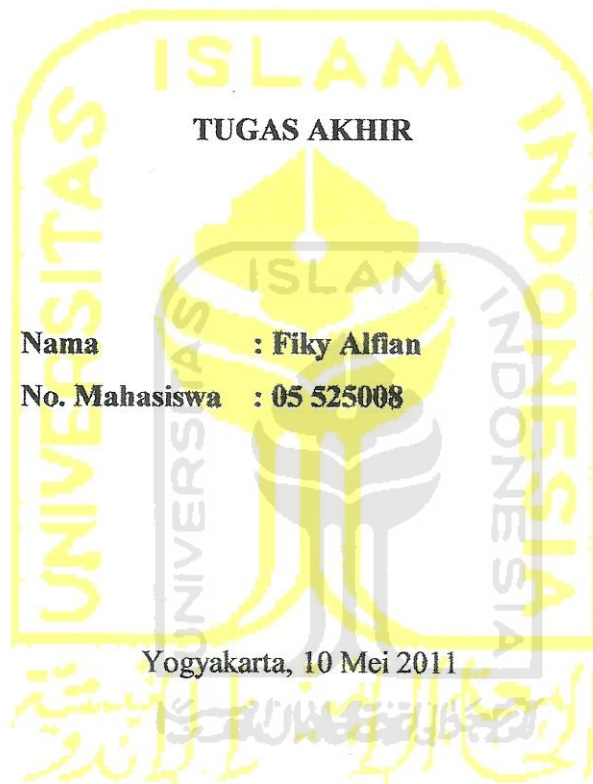 ISLAM
UNIVERSITAS
INDONESIA
TUGAS AKHIR
ISLAM
UNIVERSITAS
INDONESIA
Nama : Fiky Alfian
No. Mahasiswa : 05 525008
Yogyakarta, 10 Mei 2011